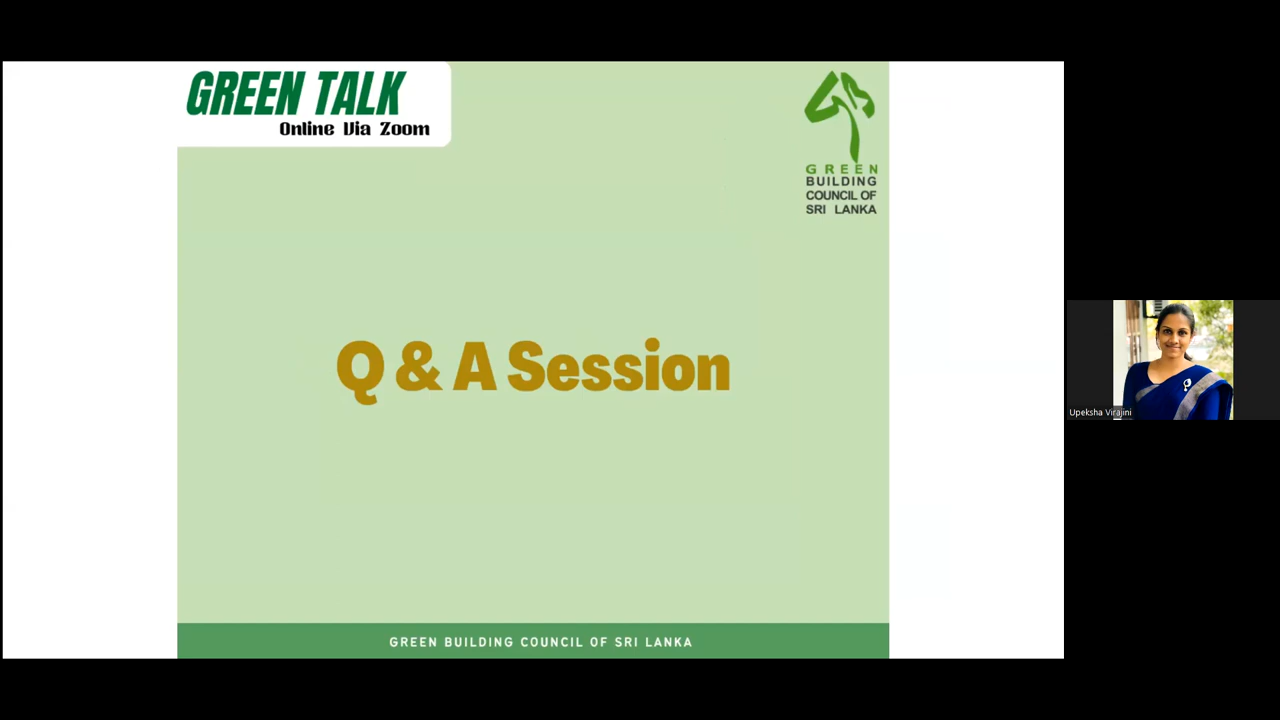 GREEN TALK
Online Via Zoom
GREEN
BUILDING
COUNCIL OF
SRI LANKA
Q & A Session
Upeksha Virajini
GREEN BUILDING COUNCIL OF SRI LANKA